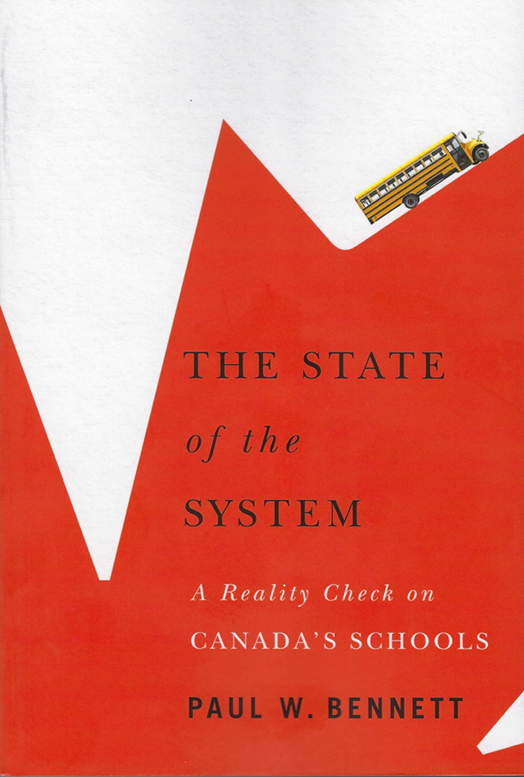 THE STATE
of the
SYSTEM
A Reality Check on
CANADA'S SCHOOLS
PAUL W. BENNETT